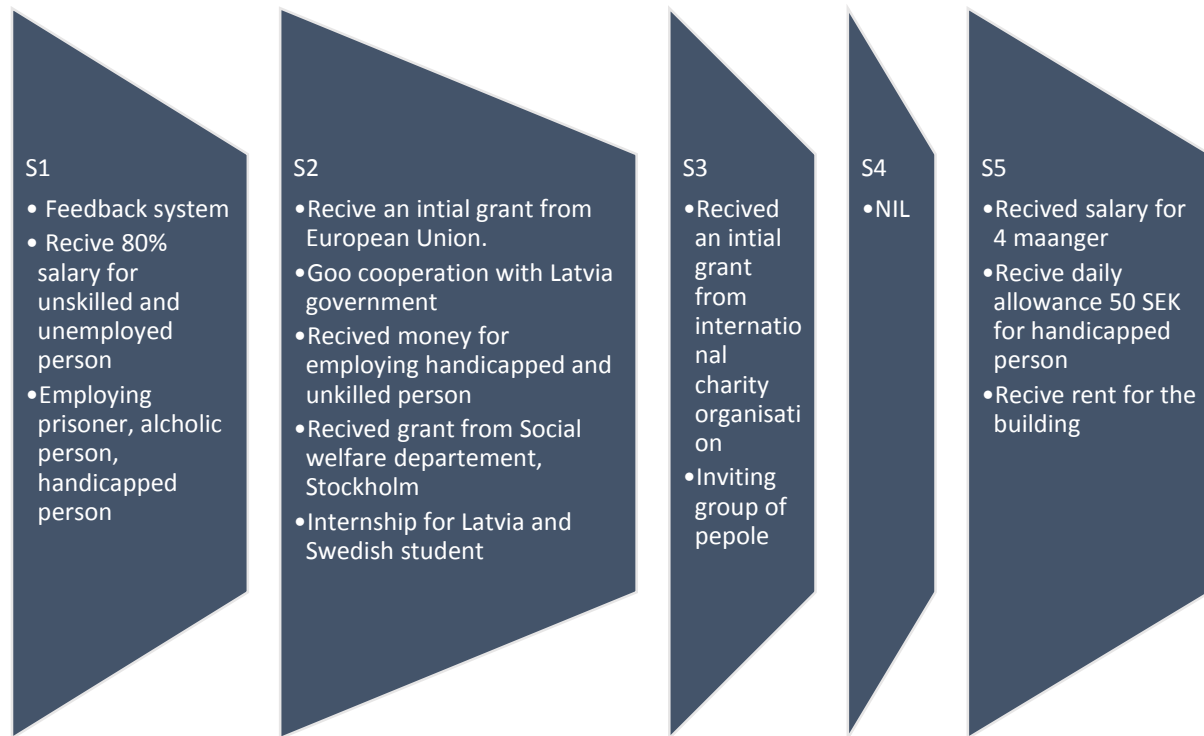 S1
• Feedback system
• Recive 80%
salary for
unskilled and
unemployed
person
•Employing
prisoner, alcholic
person,
handicapped
person
S2
•Recive an intial grant from
European Union.
•Goo cooperation with Latvia
government
•Recived money for
employing handicapped and
unkilled person
•Recived grant from Social
welfare departement,
Stockholm
•Internship for Latvia and
Swedish student
S3
•Recived
an intial
grant
from
internatio
nal
charity
organisati
on
•Inviting
group of
pepole
S4
•NIL
S5
•Recived salary for
4 maanger
•Recive daily
allowance 50 SEK
for handicapped
person
•Recive rent for the
building